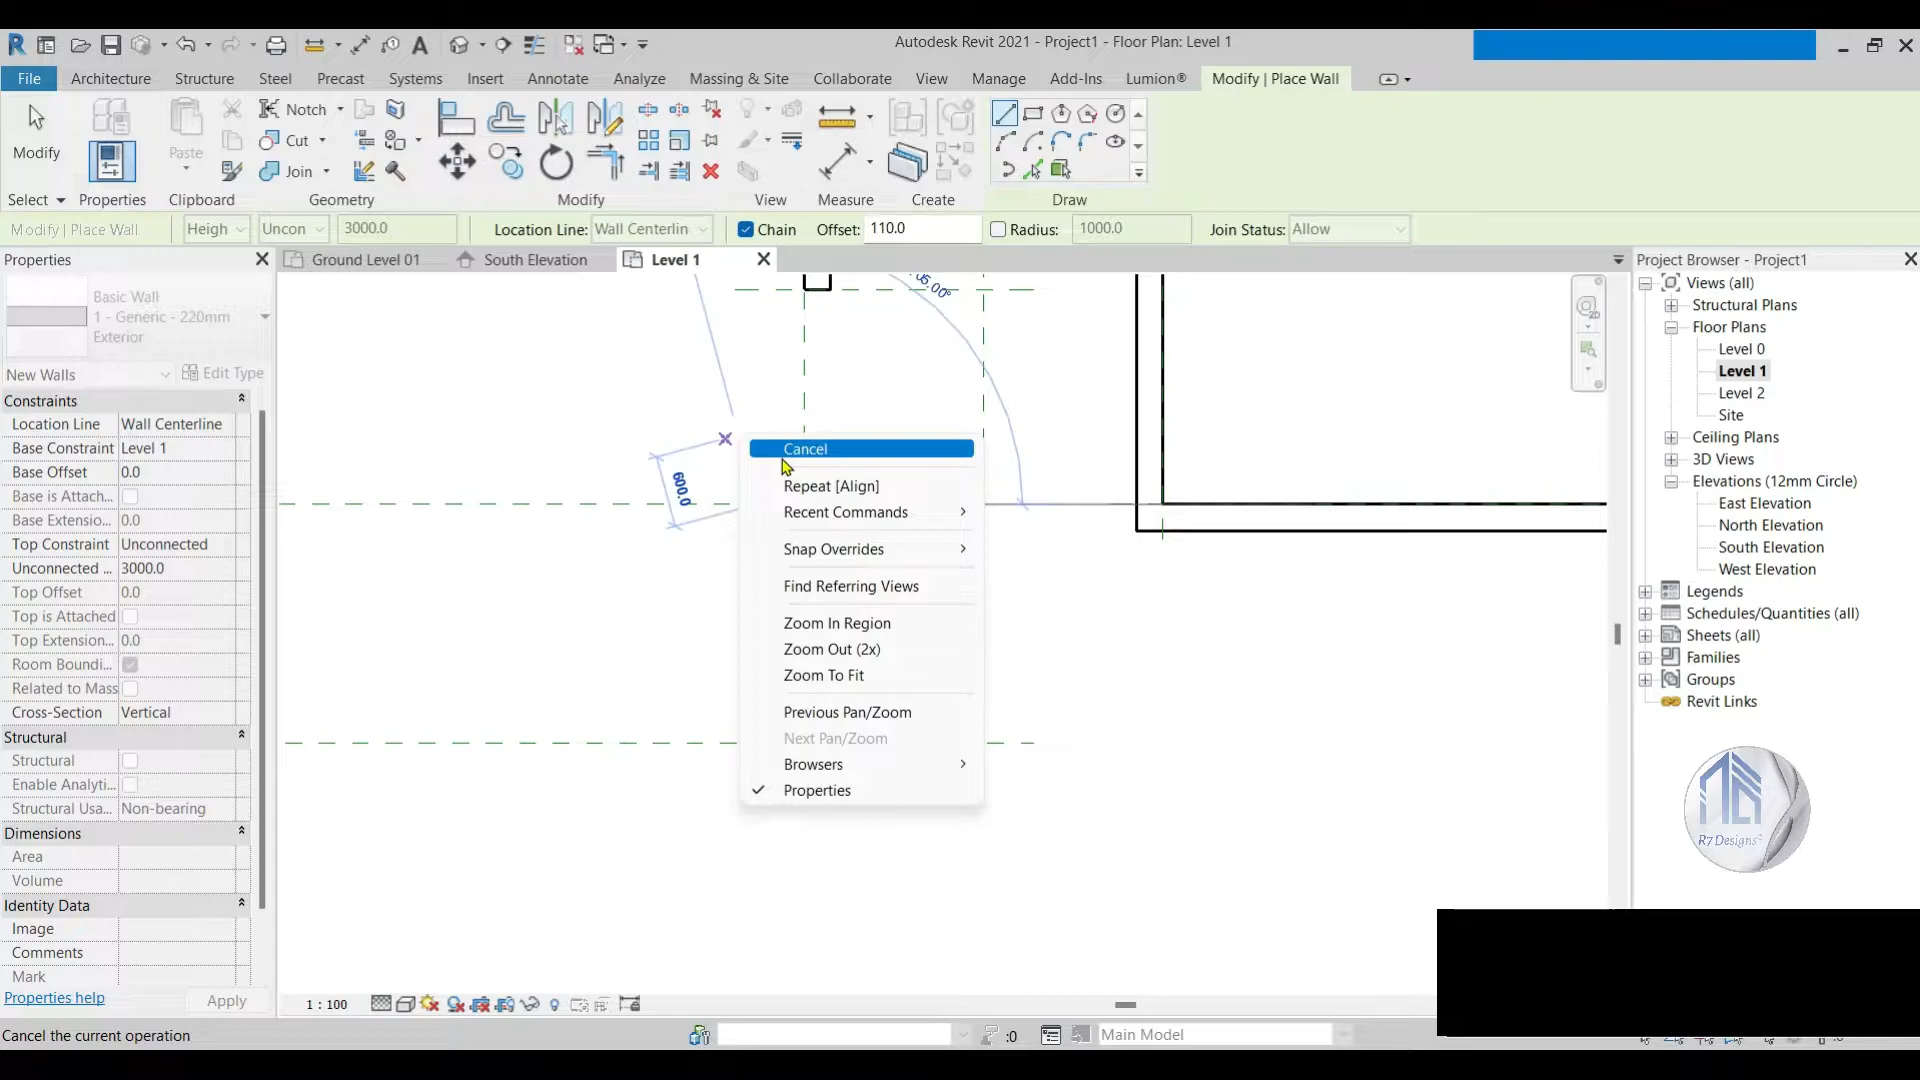 Autodesk Revit 2021 - Project1 - Floor Plan: Level 1
File
Architecture
Structure
Steel
Precast
Systems
Insert
Annotate
Analyze
Massing & Site
Collaborate
View
Manage
Add-Ins
Lumion®
Modify | Place Wall
Modify
Paste
Notch
Cut
Join
Select
Properties
Clipboard
Geometry
Modify
View
Measure
Create
Draw
Modify | Place Wall
Heigh
Uncon
3000.0
Location Line:
Wall Centerlin
Chain
Offset:
110.0
Radius:
1000.0
Join Status:
Allow
Properties
Ground Level 01
South Elevation
Level 1
Project Browser - Project1
Basic Wall
1 - Generic - 220mm
Exterior
New Walls
Edit Type
Constraints
Location Line Wall Centerline
Base Constraint Level 1
Base Offset 0.0
Base is Attach...
Base Extensio... 0.0
Top Constraint Unconnected
Unconnected ... 3000.0
Top Offset 0.0
Top is Attached
Top Extension... 0.0
Room Boundi...
Related to Mass
Cross-Section Vertical
Structural
Structural
Enable Analyti...
Structural Usa... Non-bearing
Dimensions
Area
Volume
Identity Data
Image
Comments
Mark
Properties help
Apply
05.00°
600.0
Cancel
Repeat [Align]
Recent Commands
Snap Overrides
Find Referring Views
Zoom In Region
Zoom Out (2x)
Zoom To Fit
Previous Pan/Zoom
Next Pan/Zoom
Browsers
Properties
2D
Views (all)
Structural Plans
Floor Plans
Level 0
Level 1
Level 2
Site
Ceiling Plans
3D Views
Elevations (12mm Circle)
East Elevation
North Elevation
South Elevation
West Elevation
Legends
Schedules/Quantities (all)
Sheets (all)
Families
Groups
Revit Links
R7 Designs
1 : 100
Cancel the current operation
:0
Main Model